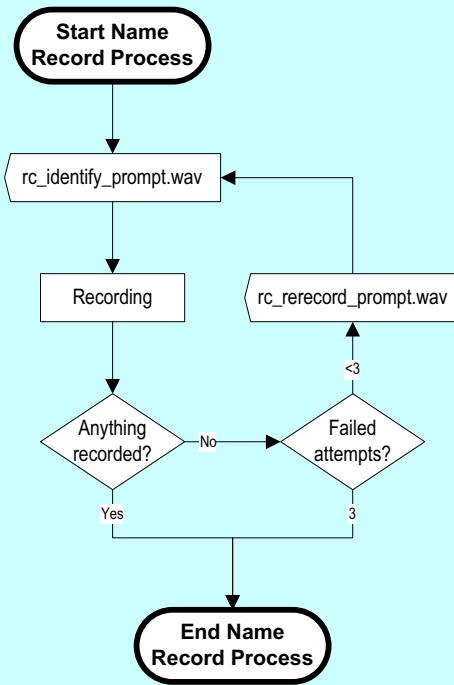 Start Name
Record Process
rc_identify_prompt.wav
Recording
rc_rerecord_prompt.wav
<3
Anything
recorded?
No
Failed
attempts?
Yes
3
End Name
Record Process